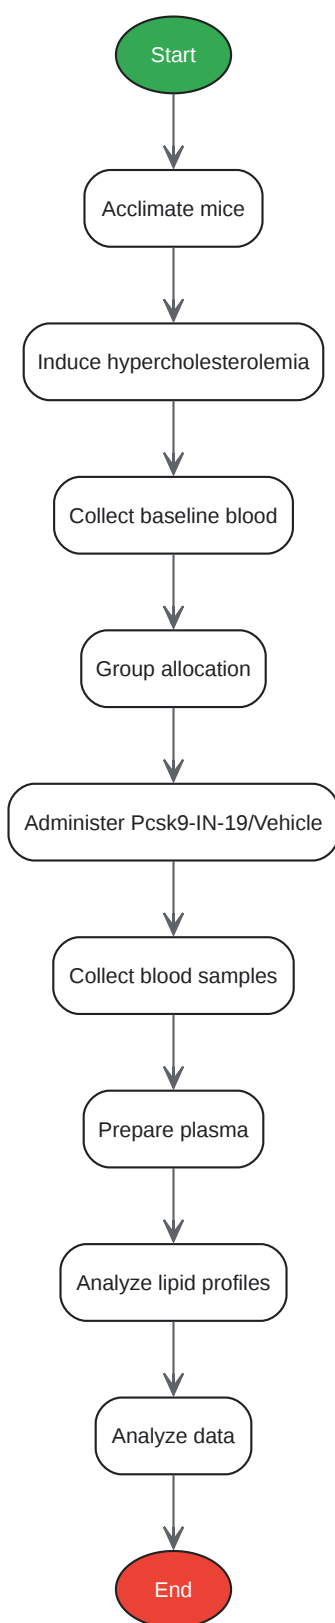 Start
Acclimate mice
Induce hypercholesterolemia
Collect baseline blood
Group allocation
Administer Pcsk9-IN-19/Vehicle
Collect blood samples
Prepare plasma
Analyze lipid profiles
Analyze data
End